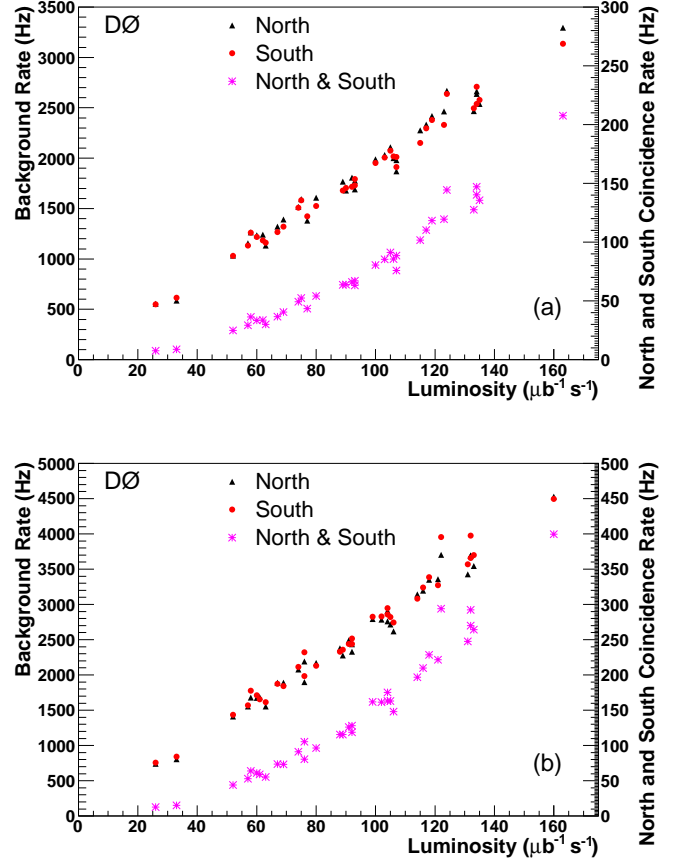 DØ
North
South
North & South
Background Rate (Hz)
0 500 1000 1500 2000 2500 3000 3500
North and South Coincidence Rate (Hz)
0 50 100 150 200 250 300
(a)
0 20 40 60 80 100 120 140 160
Luminosity (μb⁻¹ s⁻¹)
DØ
North
South
North & South
Background Rate (Hz)
0 500 1000 1500 2000 2500 3000 3500 4000 4500 5000
North and South Coincidence Rate (Hz)
0 50 100 150 200 250 300 350 400 450 500
(b)
0 20 40 60 80 100 120 140 160
Luminosity (μb⁻¹ s⁻¹)